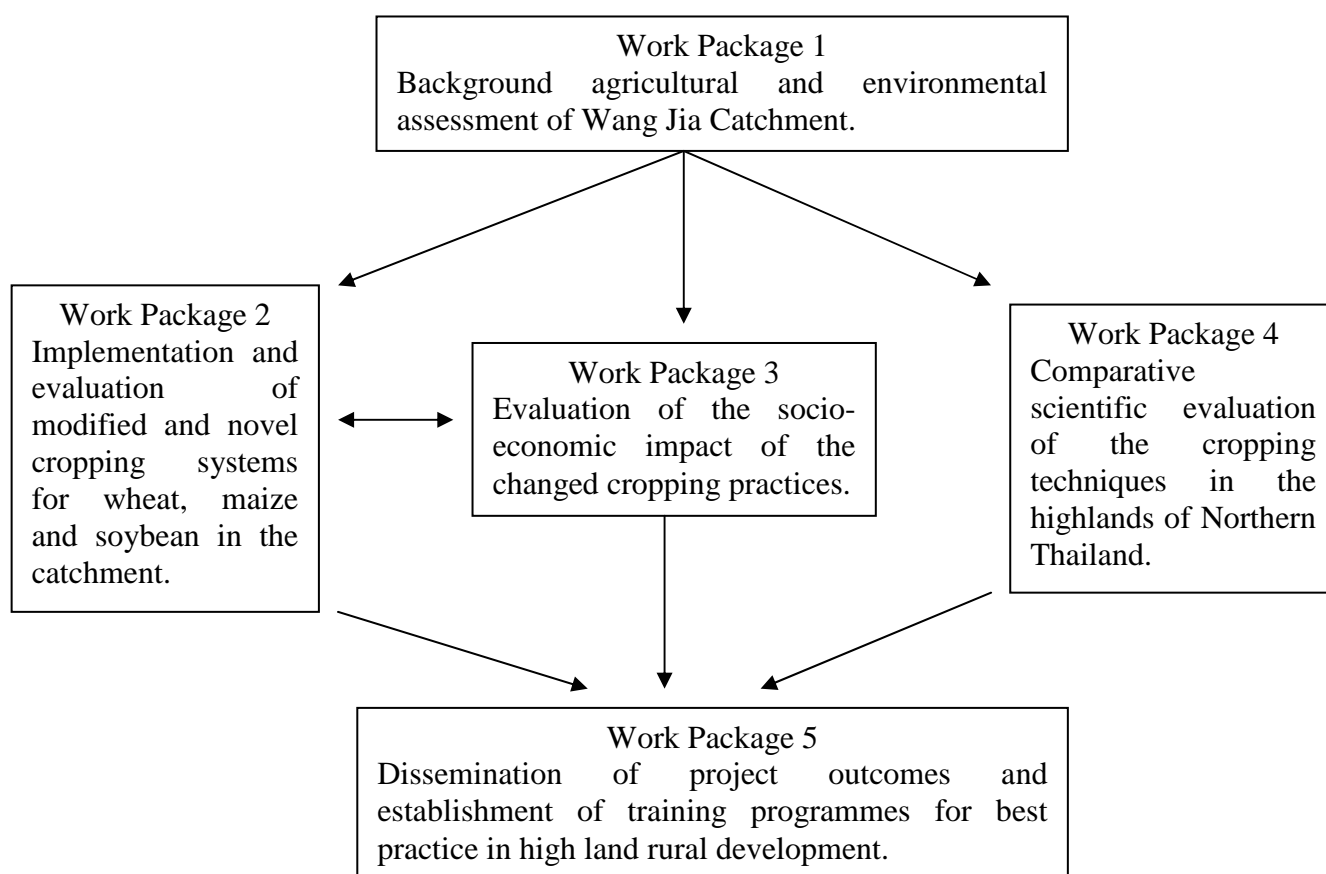 Work Package 1
Background agricultural and environmental
assessment of Wang Jia Catchment.
Work Package 2
Implementation and
evaluation of
modified and novel
cropping systems
for wheat, maize
and soybean in the
catchment.
Work Package 3
Evaluation of the socio-
economic impact of the
changed cropping practices.
Work Package 4
Comparative
scientific evaluation
of the cropping
techniques in the
highlands of Northern
Thailand.
Work Package 5
Dissemination of project outcomes and
establishment of training programmes for best
practice in high land rural development.